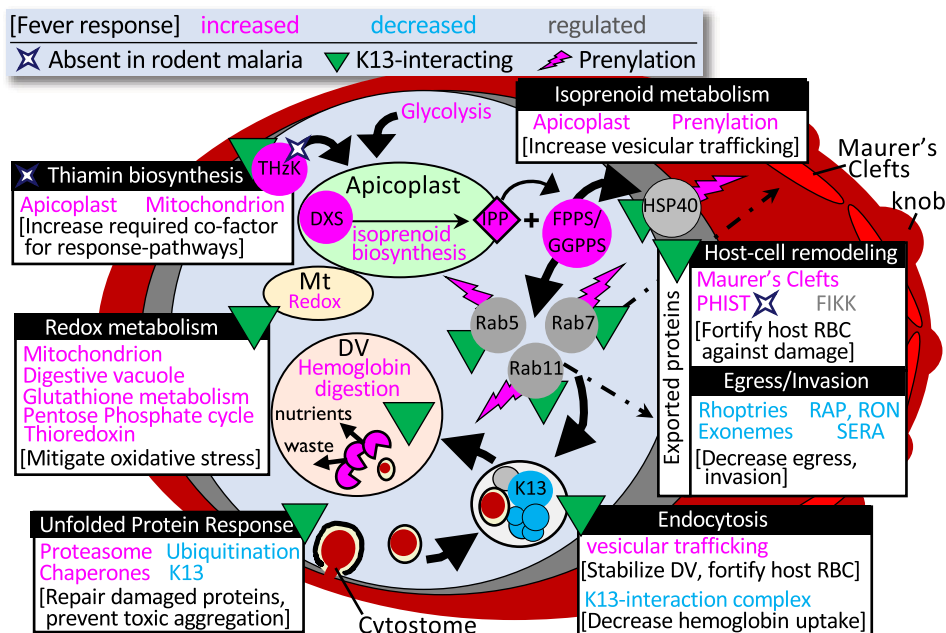 [Fever response] increased decreased regulated
Absent in rodent malaria K13-interacting Prenylation
Isoprenoid metabolism
Apicoplast Prenylation
[Increase vesicular trafficking]
Glycolysis
Maurer's
Clefts
knob
THzK
Thiamin biosynthesis
Apicoplast Mitochondrion
[Increase required co-factor
for response-pathways]
Apicoplast
DXS
isoprenoid
biosynthesis
IPP
+
FPPS/
GGPPS
HSP40
Mt
Redox
Exported proteins
Host-cell remodeling
Maurer's Clefts
PHIST FIKK
[Fortify host RBC
against damage]
Egress/Invasion
Rhoptries RAP, RON
Exonemes SERA
[Decrease egress,
invasion]
Rab5
Rab7
Rab11
Redox metabolism
Mitochondrion
Digestive vacuole
Glutathione metabolism
Pentose Phosphate cycle
Thioredoxin
[Mitigate oxidative stress]
DV
Hemoglobin
digestion
nutrients
waste
K13
Unfolded Protein Response
Proteasome Ubiquitination
Chaperones K13
[Repair damaged proteins,
prevent toxic aggregation]
Cytostome
Endocytosis
vesicular trafficking
[Stabilize DV, fortify host RBC]
K13-interaction complex
[Decrease hemoglobin uptake]